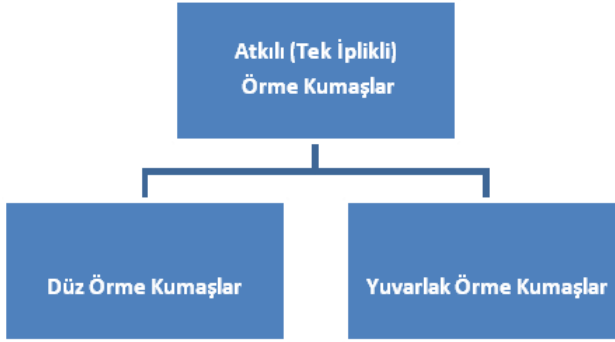 Atkılı (Tek İplikli)
Örme Kumaşlar
Düz Örme Kumaşlar
Yuvarlak Örme Kumaşlar